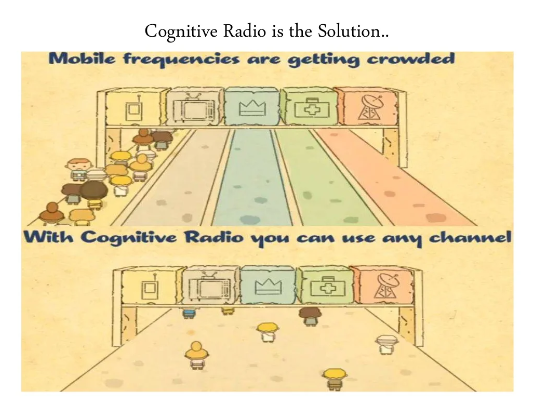 Cognitive Radio is the Solution..
Mobile frequencies are getting crowded
With Cognitive Radio you can use any channel